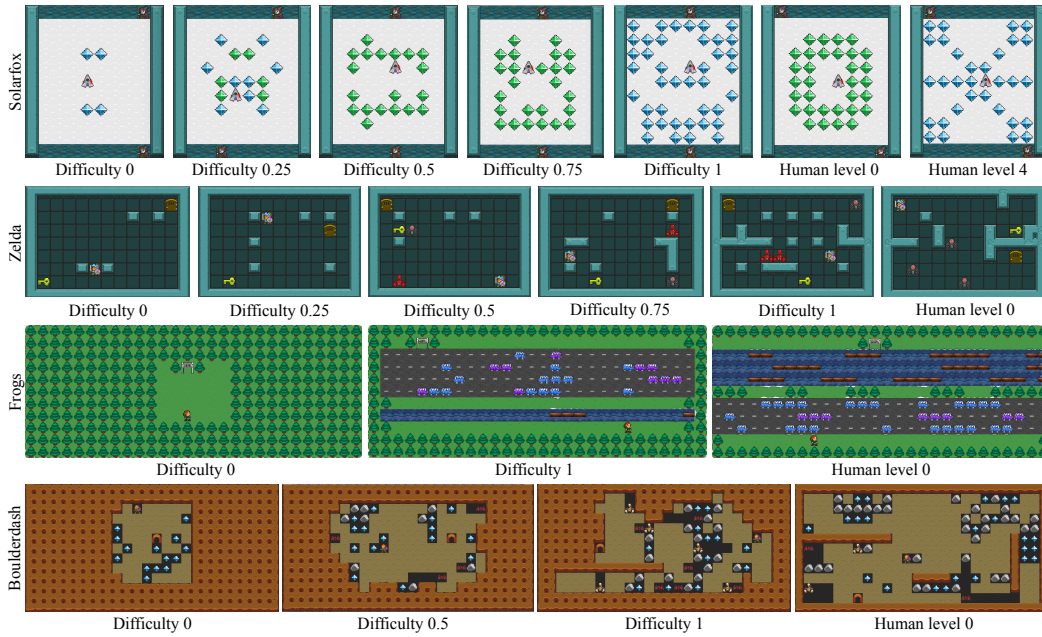 Solarfox
Difficulty 0 Difficulty 0.25 Difficulty 0.5 Difficulty 0.75 Difficulty 1 Human level 0 Human level 4
Zelda
Difficulty 0 Difficulty 0.25 Difficulty 0.5 Difficulty 0.75 Difficulty 1 Human level 0
Frogs
Difficulty 0 Difficulty 1 Human level 0
Boulderdash
Difficulty 0 Difficulty 0.5 Difficulty 1 Human level 0